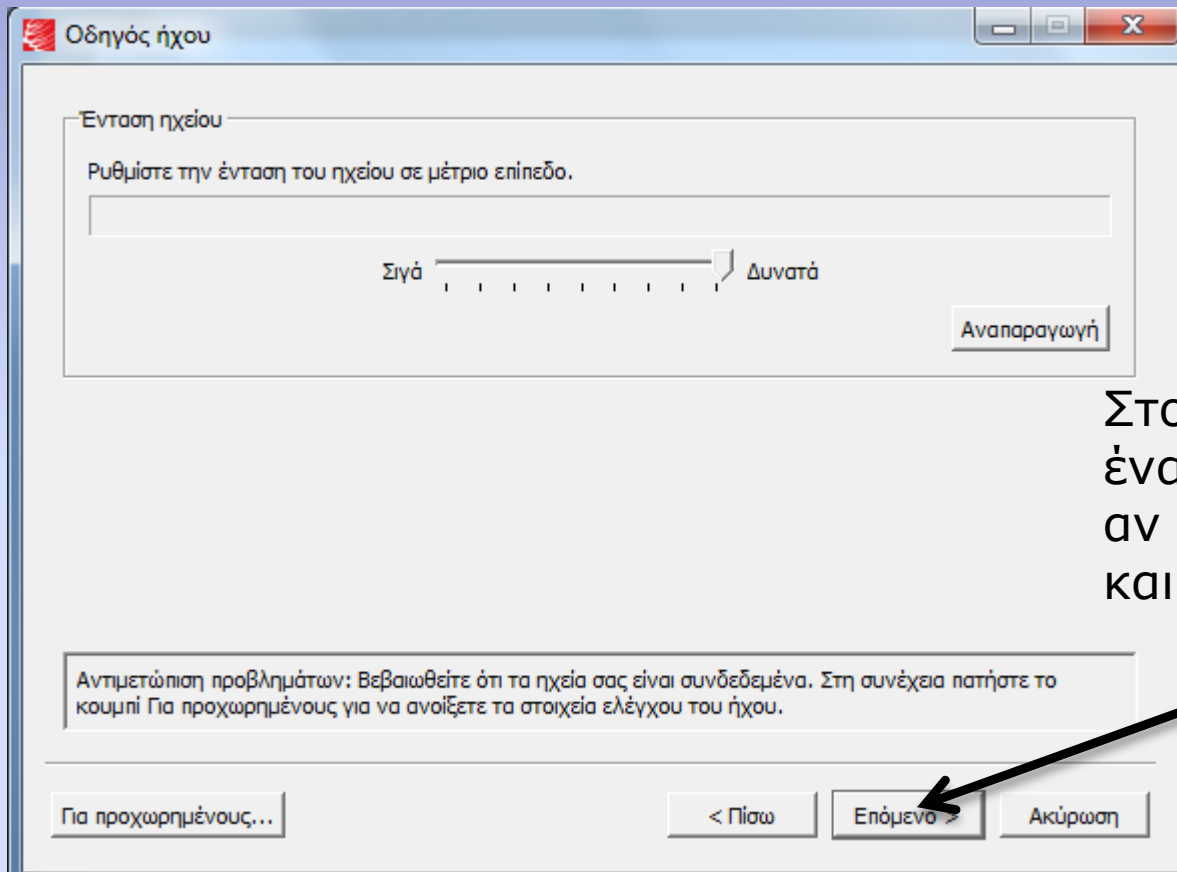 Οδηγός ήχου
Ένταση ηχείου
Ρυθμίστε την ένταση του ηχείου σε μέτριο επίπεδο.
Σιγά Δυνατά
Αναπαραγωγή
ένα
αν
και
Αντιμετώπιση προβλημάτων: Βεβαιωθείτε ότι τα ηχεία σας είναι συνδεδεμένα. Στη συνέχεια πατήστε το
κουμπί Για προχωρημένους για να ανοίξετε τα στοιχεία ελέγχου του ήχου.
Για προχωρημένους... < Πίσω Επόμενο > Ακύρωση